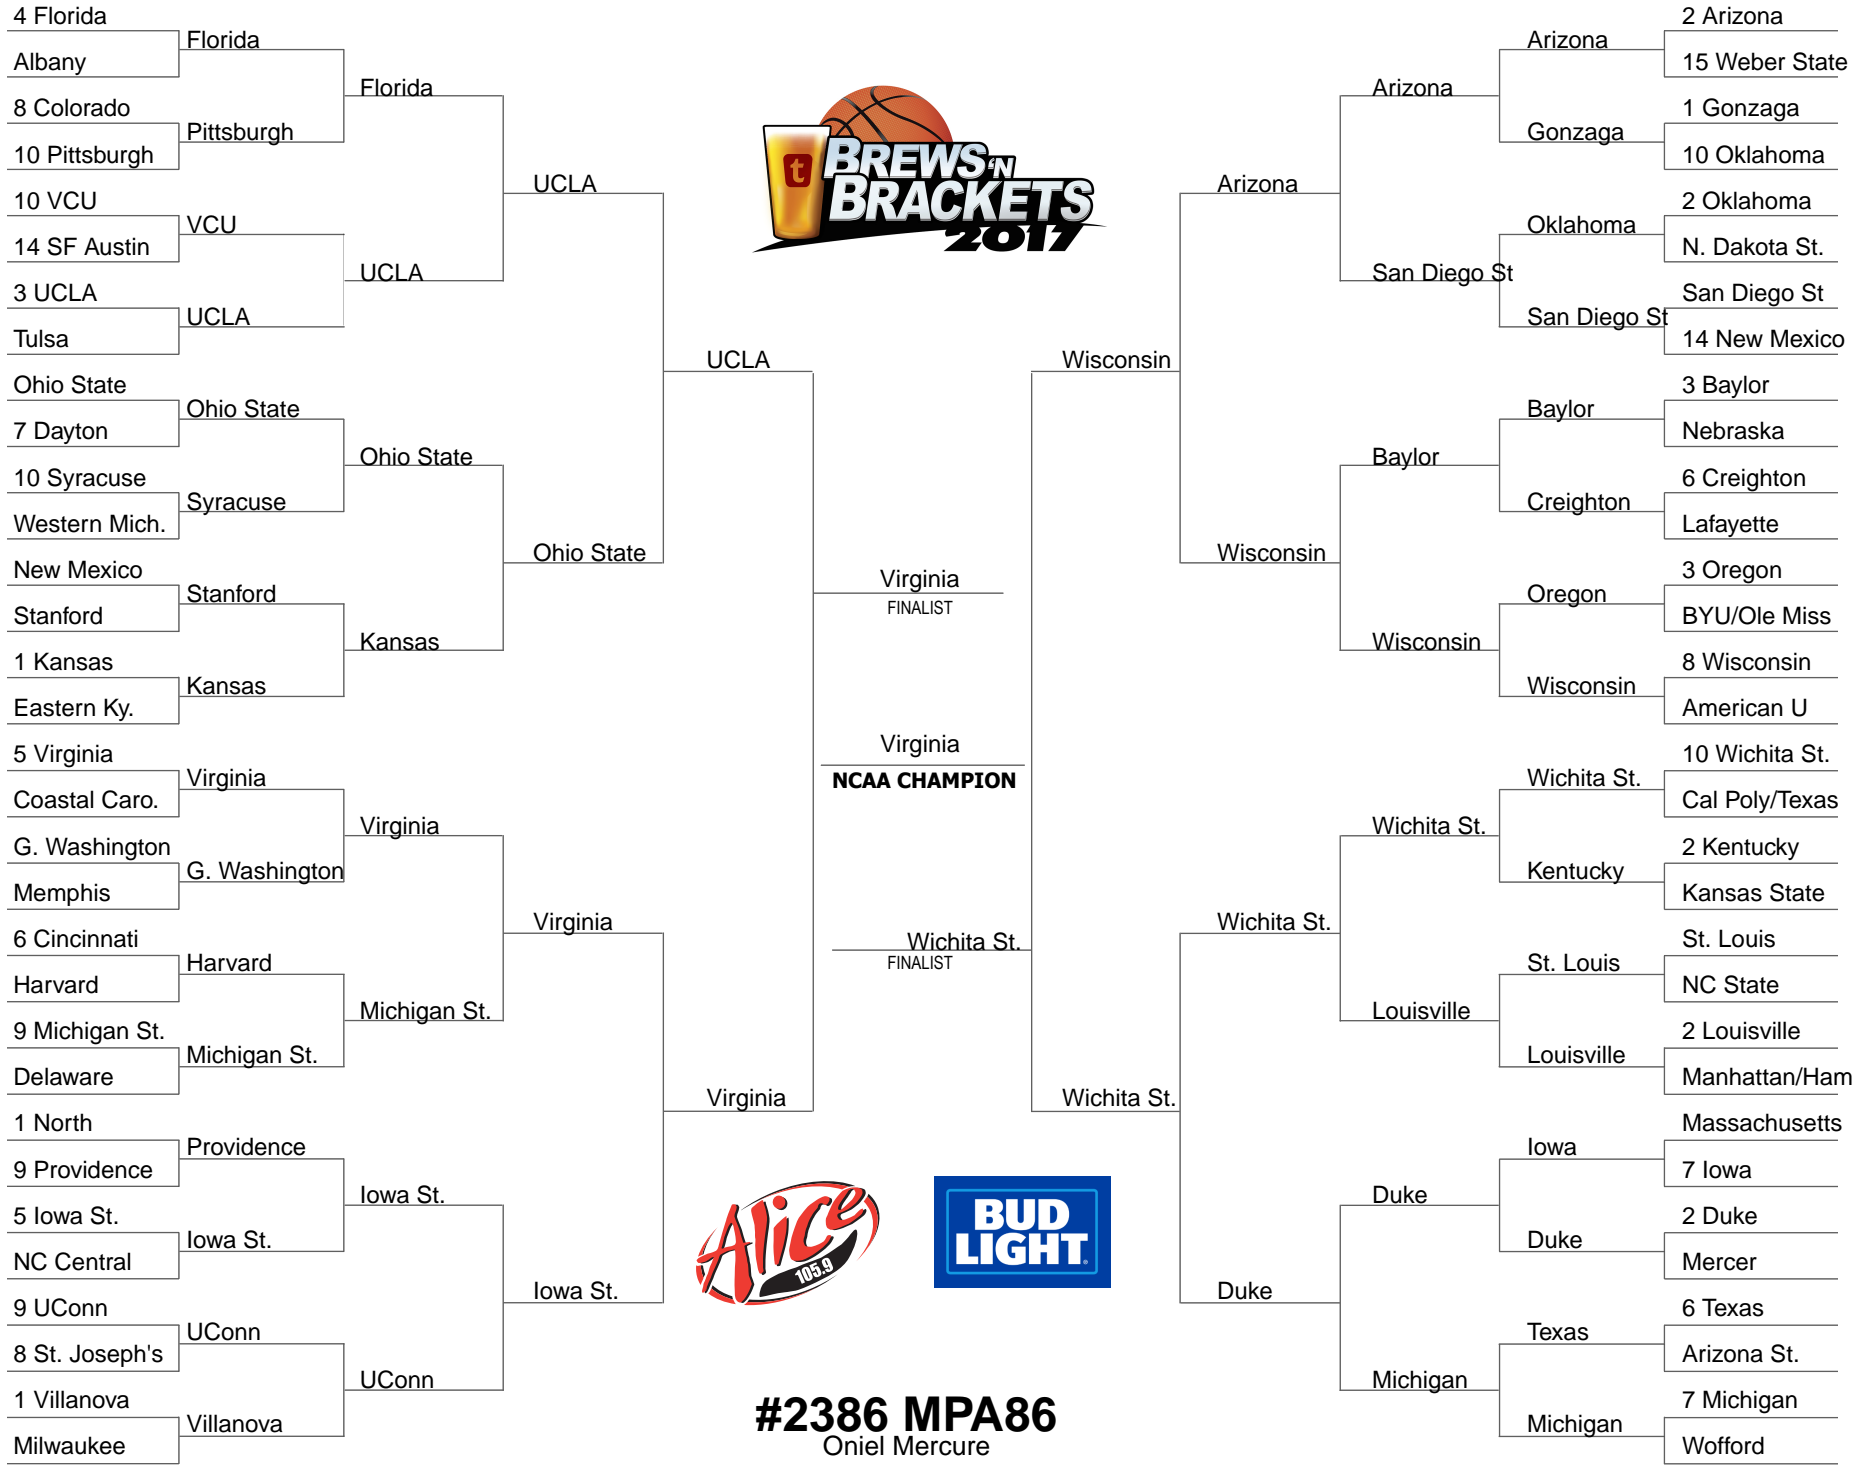 4 Florida
Albany
8 Colorado
10 Pittsburgh
10 VCU
14 SF Austin
3 UCLA
Tulsa
Ohio State
7 Dayton
10 Syracuse
Western Mich.
New Mexico
Stanford
1 Kansas
Eastern Ky.
5 Virginia
Coastal Caro.
G. Washington
Memphis
6 Cincinnati
Harvard
9 Michigan St.
Delaware
1 North
9 Providence
5 Iowa St.
NC Central
9 UConn
8 St. Joseph's
1 Villanova
Milwaukee
Florida
Pittsburgh
VCU
UCLA
Ohio State
Syracuse
Stanford
Kansas
Virginia
G. Washington
Harvard
Michigan St.
Providence
Iowa St.
UConn
Villanova
Florida
UCLA
Ohio State
Kansas
Virginia
Michigan St.
Iowa St.
UConn
UCLA
Ohio State
Virginia
Iowa St.
UCLA
Virginia
t
BREWS 'N
BRACKETS
2017
Virginia
FINALIST
Virginia
NCAA CHAMPION
Wichita St.
FINALIST
Alice
105.9
BUD
LIGHT
#2386 MPA86
Oniel Mercure
Wisconsin
Wichita St.
Arizona
Wisconsin
Wichita St.
Duke
Arizona
San Diego St
Baylor
Wisconsin
Wichita St.
Louisville
Duke
Michigan
Arizona
Gonzaga
Oklahoma
San Diego St
Baylor
Creighton
Oregon
Wisconsin
Wichita St.
Kentucky
St. Louis
Louisville
Iowa
Duke
Texas
Michigan
2 Arizona
15 Weber State
1 Gonzaga
10 Oklahoma
2 Oklahoma
N. Dakota St.
San Diego St
14 New Mexico
3 Baylor
Nebraska
6 Creighton
Lafayette
3 Oregon
BYU/Ole Miss
8 Wisconsin
American U
10 Wichita St.
Cal Poly/Texas
2 Kentucky
Kansas State
St. Louis
NC State
2 Louisville
Manhattan/Ham
Massachusetts
7 Iowa
2 Duke
Mercer
6 Texas
Arizona St.
7 Michigan
Wofford